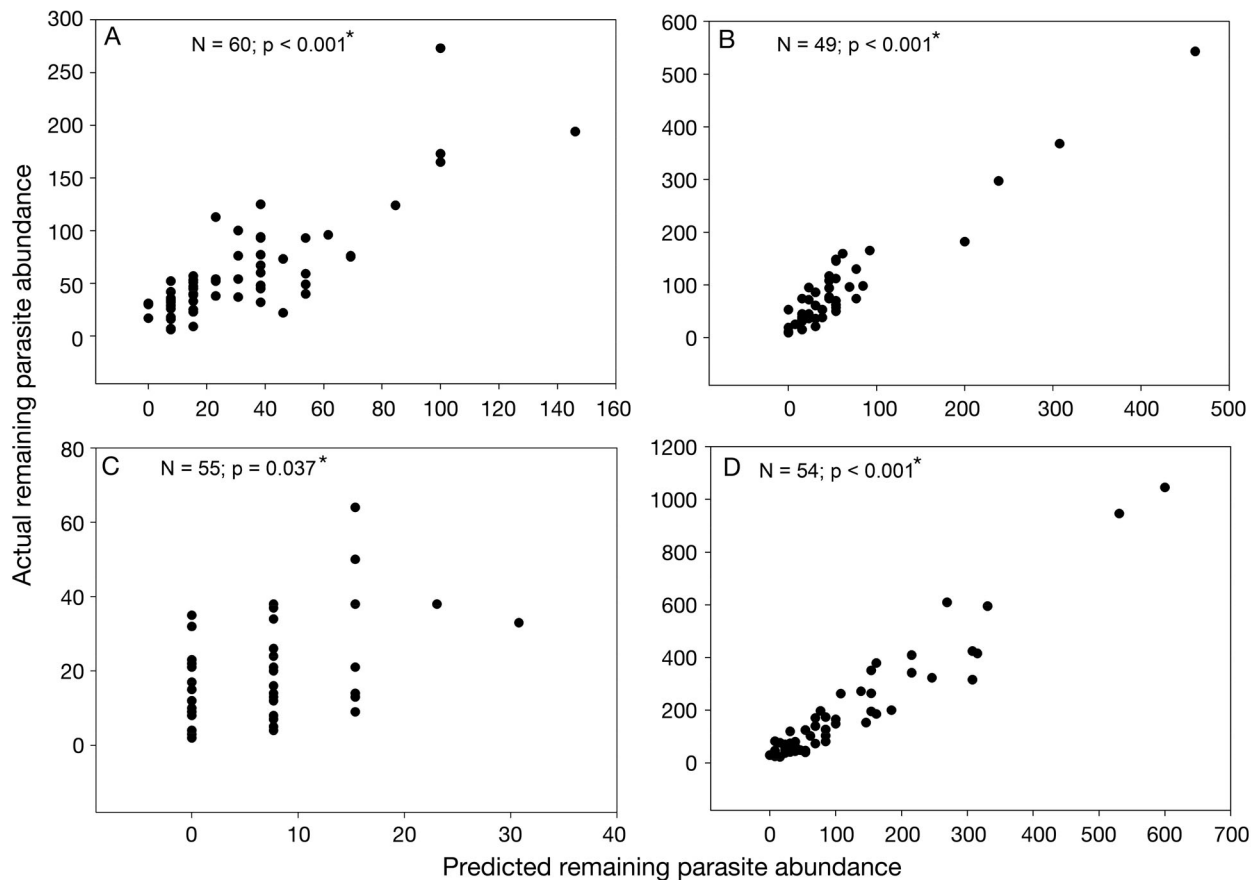 Actual remaining parasite abundance
A
N = 60; p < 0.001*
300
250
200
150
100
50
0
0 20 40 60 80 100 120 140 160
B
N = 49; p < 0.001*
600
500
400
300
200
100
0
0 100 200 300 400 500
C
N = 55; p = 0.037*
80
60
40
20
0
0 10 20 30 40
D
N = 54; p < 0.001*
1200
1000
800
600
400
200
0
0 100 200 300 400 500 600 700
Predicted remaining parasite abundance